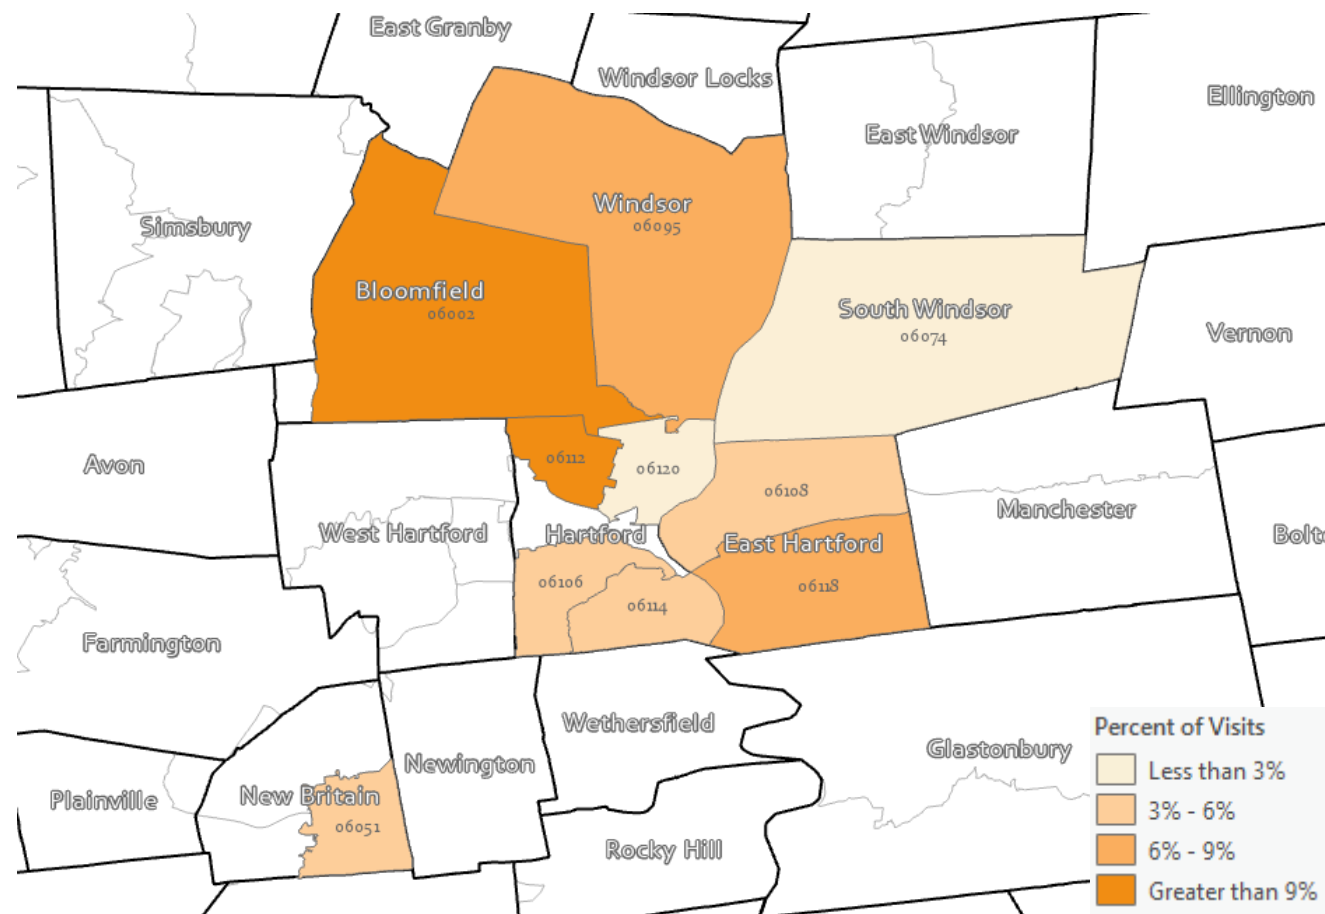 East Granby
Windsor Locks
Ellington
East Windsor
Windsor
06095
Simsbury
Bloomfield
06002
South Windsor
06074
Vernon
Avon
06112
06120
06108
Manchester
West Hartford
Hartford
East Hartford
Bolto
06106
06118
06114
Farmington
Wethersfield
Glastonbury
Newington
New Britain
Plainville
06051
Rocky Hill
Percent of Visits
Less than 3%
3% - 6%
6% - 9%
Greater than 9%